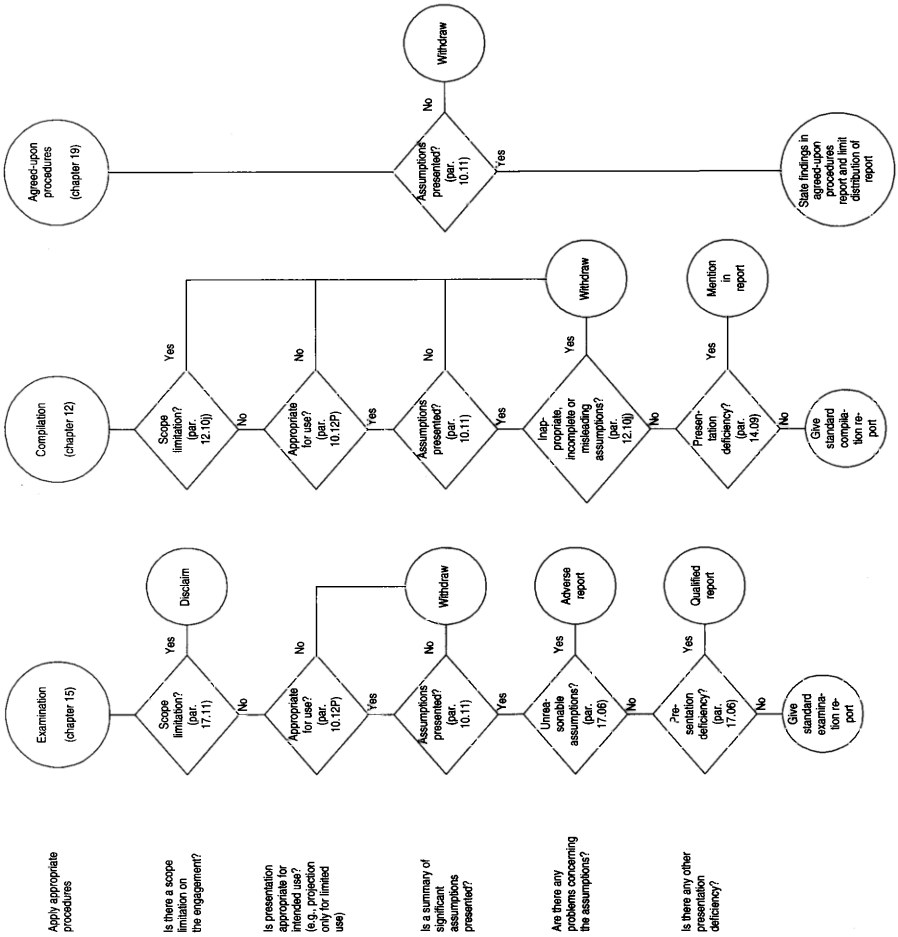 Apply appropriate
procedures
Is there a scope
limitation on
the engagement?
Is presentation
appropriate for
intended use?
(e.g., projection
only for limited
use)
Is a summary of
significant
assumptions
presented?
Are there any
problems concerning
the assumptions?
Is there any other
presentation
deficiency?
Examination
(chapter 15)
Scope
limitation?
(par.
17.11)
Yes
Disclaim
No
Appropriate
for use?
(par.
10.12P)
No
Yes
Assumptions
presented?
(par.
10.11)
No
Withdraw
Yes
Unrea-
sonable
assumptions?
(par.
17.06)
Yes
Adverse
report
No
Pre-
sentation
deficiency?
(par.
17.06)
Yes
Qualified
report
No
Give
standard
examina-
tion re-
port
Compilation
(chapter 12)
Scope
limitation?
(par.
12.10j)
Yes
No
Appropriate
for use?
(par.
10.12P)
No
Yes
Assumptions
presented?
(par.
10.11)
No
Yes
Inap-
propriate,
incomplete or
misleading
assumptions?
(par.
12.10j)
Yes
Withdraw
No
Presen-
tation
deficiency?
(par.
14.09)
Yes
Mention
in
report
No
Give
standard
compila-
tion re-
port
Agreed-upon
procedures
(chapter 19)
Assumptions
presented?
(par.
10.11)
No
Withdraw
Yes
State findings in
agreed-upon
procedures
report and limit
distribution of
report